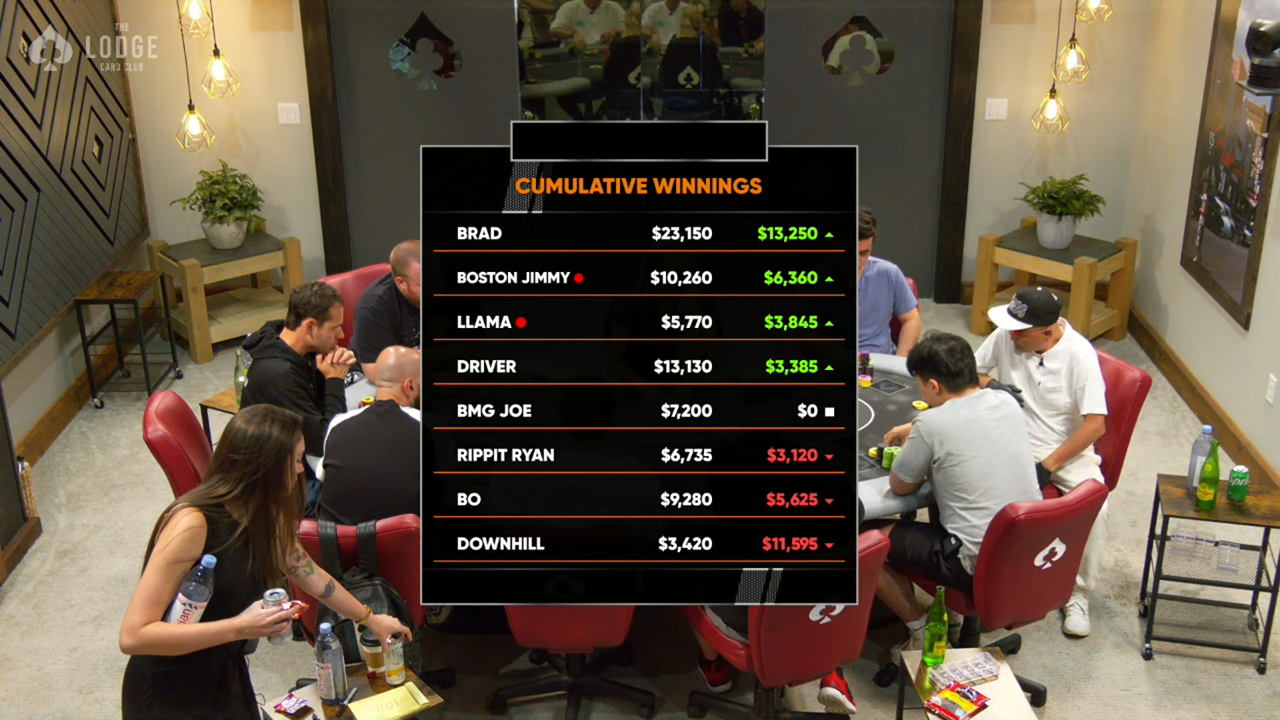 THE
LODGE
CARD CLUB
CUMULATIVE WINNINGS
BRAD $23,150 $13,250
BOSTON JIMMY $10,260 $6,360
LLAMA $5,770 $3,845
DRIVER $13,130 $3,385
BMG JOE $7,200 $0
RIPPIT RYAN $6,735 $3,120
BO $9,280 $5,625
DOWNHILL $3,420 $11,595